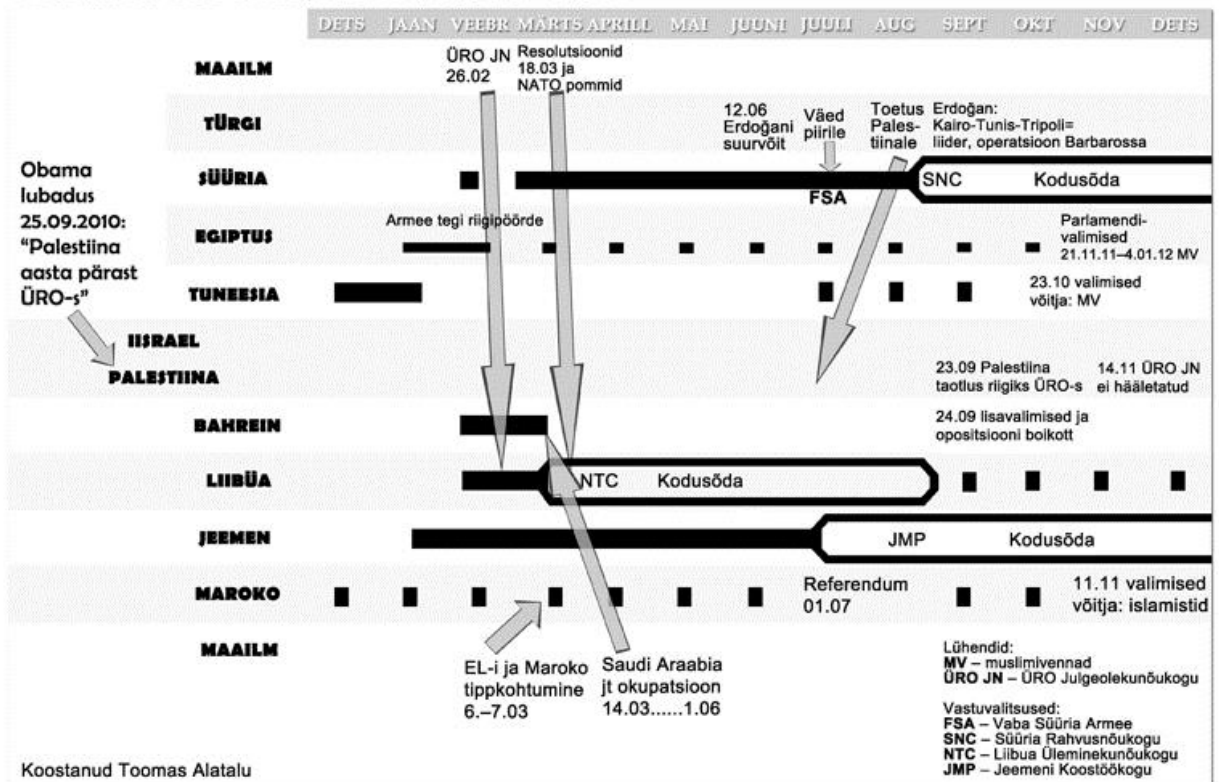 DETS JAAN VEEBR MÄRTS APRILL MAI JUUNI JUULI AUG SEPT OKT NOV DETS
MAAILM
ÜRO JN
26.02
Resolutsioonid
18.03 ja
NATO pommid
TÜRGI
12.06
Erdoğani
suurvõit
Väed
piirile
Toetus
Pales-
tiinale
Erdoğan:
Kairo-Tunis-Tripoli=
liider, operatsioon Barbarossa
Obama
lubadus
25.09.2010:
"Palestiina
aasta pärast
ÜRO-s"
SÜÜRIA
FSA
SNC Kodusõda
EGIPTUS
Armee tegi riigipöörde
Parlamendi-
valimised
21.11.11–4.01.12 MV
TUNEESIA
23.10 valimised
võitja: MV
IISRAEL
PALESTIINA
23.09 Palestiina
taotlus riigiks ÜRO-s
14.11 ÜRO JN
ei hääletatud
BAHREIN
24.09 lisavalimised ja
opositsiooni boikott
LIIBÜA
NTC Kodusõda
JEEMEN
JMP Kodusõda
MAROKO
Referendum
01.07
11.11 valimised
võitja: islamistid
MAAILM
EL-i ja Maroko
tippkohtumine
6.–7.03
Saudi Araabia
jt okupatsioon
14.03......1.06
Lühendid:
MV – muslimivennad
ÜRO JN – ÜRO Julgeolekunõukogu
Vastuvalitsused:
FSA – Vaba Süüria Armee
SNC – Süüria Rahvusnõukogu
NTC – Liibua Üleminekunõukogu
JMP – Jeemeni Koostöökogu
Koostanud Toomas Alatalu